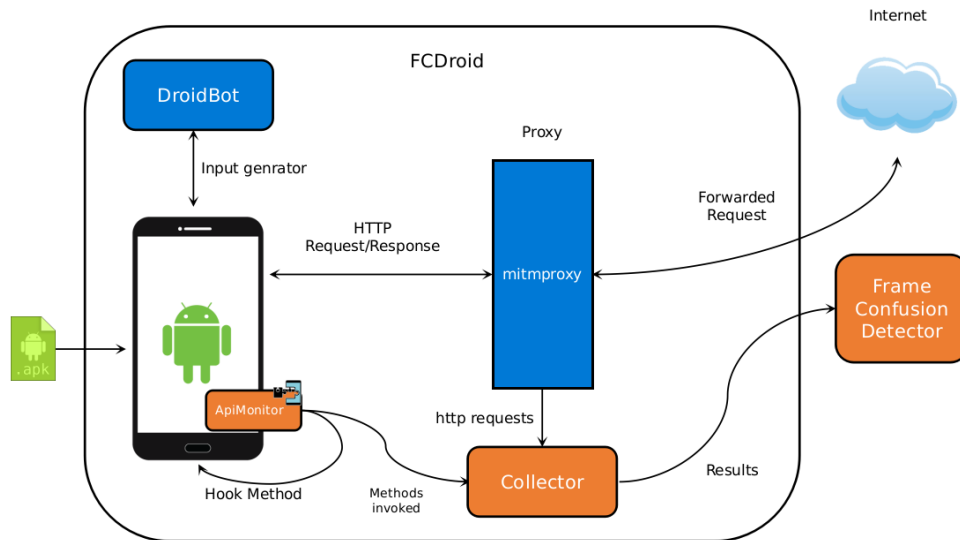 Internet
FCDroid
DroidBot
Proxy
Input genrator
Forwarded
Request
HTTP
Request/Response
mitmproxy
Frame
Confusion
Detector
.apk
ApiMonitor
http requests
Results
Collector
Hook Method
Methods
invoked